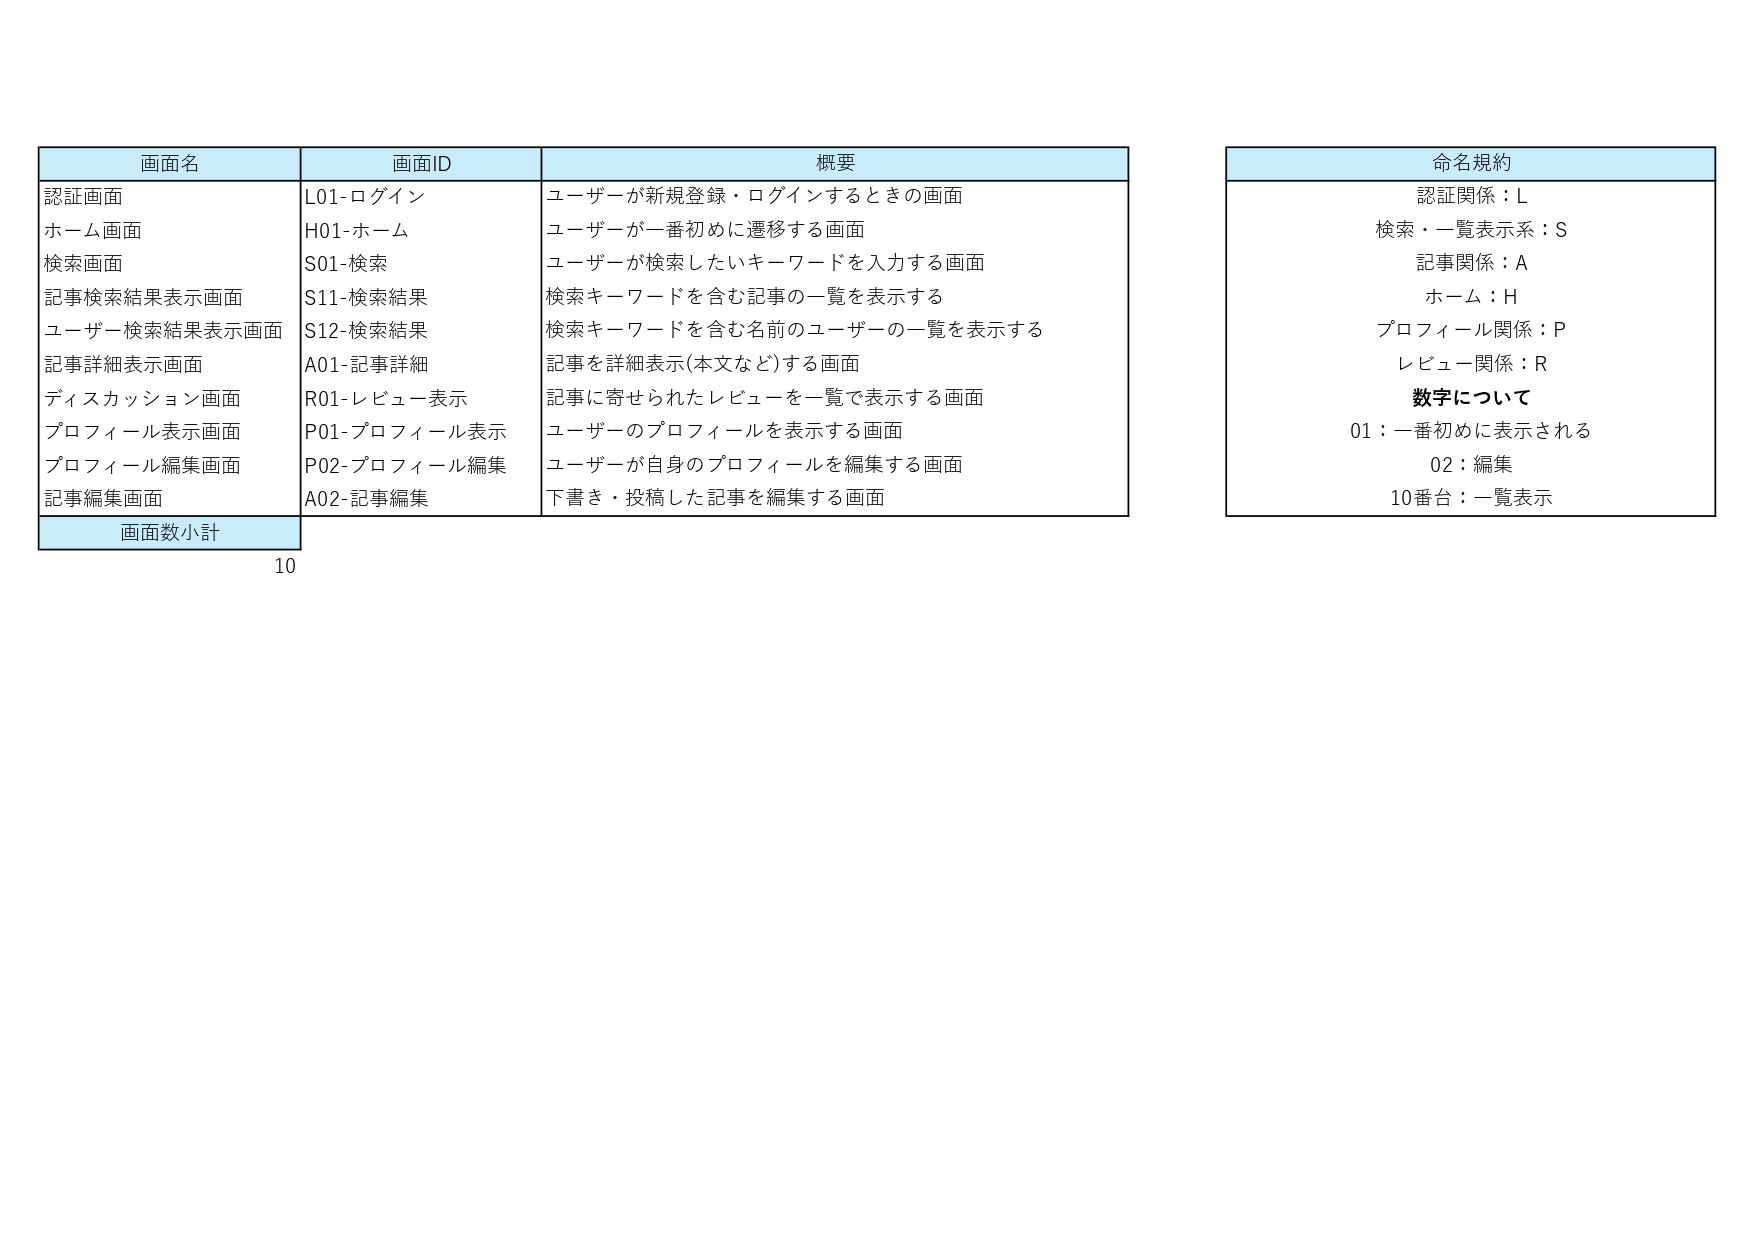 画面名 画面ID 概要
認証画面 L01-ログイン ユーザーが新規登録・ログインするときの画面
ホーム画面 H01-ホーム ユーザーが一番初めに遷移する画面
検索画面 S01-検索 ユーザーが検索したいキーワードを入力する画面
記事検索結果表示画面 S11-検索結果 検索キーワードを含む記事の一覧を表示する
ユーザー検索結果表示画面 S12-検索結果 検索キーワードを含む名前のユーザーの一覧を表示する
記事詳細表示画面 A01-記事詳細 記事を詳細表示(本文など)する画面
ディスカッション画面 R01-レビュー表示 記事に寄せられたレビューを一覧で表示する画面
プロフィール表示画面 P01-プロフィール表示 ユーザーのプロフィールを表示する画面
プロフィール編集画面 P02-プロフィール編集 ユーザーが自身のプロフィールを編集する画面
記事編集画面 A02-記事編集 下書き・投稿した記事を編集する画面
画面数小計
10
命名規約
認証関係：L
検索・一覧表示系：S
記事関係：A
ホーム：H
プロフィール関係：P
レビュー関係：R
数字について
01：一番初めに表示される
02：編集
10番台：一覧表示